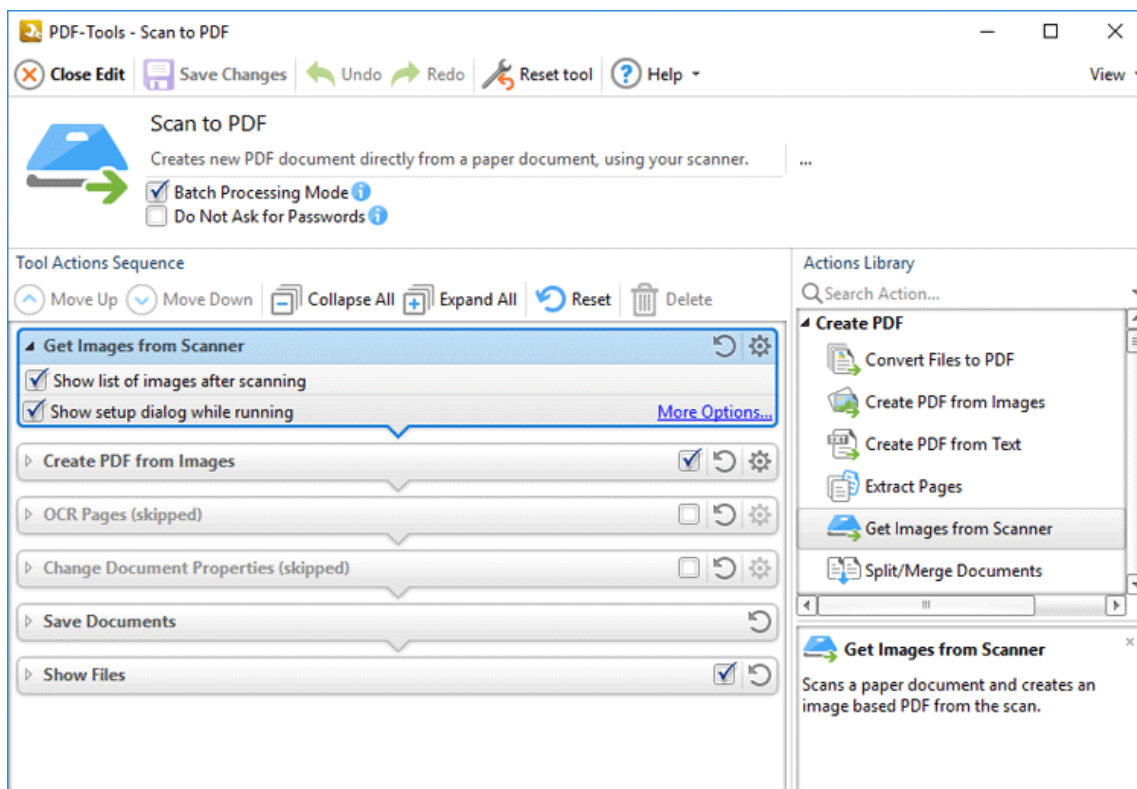 PDF-Tools - Scan to PDF
Close Edit Save Changes Undo Redo Reset tool Help View
Scan to PDF
Creates new PDF document directly from a paper document, using your scanner. ...
Batch Processing Mode
Do Not Ask for Passwords
Tool Actions Sequence
Move Up Move Down Collapse All Expand All Reset Delete
Get Images from Scanner
Show list of images after scanning
Show setup dialog while running More Options...
Create PDF from Images
OCR Pages (skipped)
Change Document Properties (skipped)
Save Documents
Show Files
Actions Library
Search Action...
Create PDF
Convert Files to PDF
Create PDF from Images
Create PDF from Text
Extract Pages
Get Images from Scanner
Split/Merge Documents
Get Images from Scanner
Scans a paper document and creates an
image based PDF from the scan.